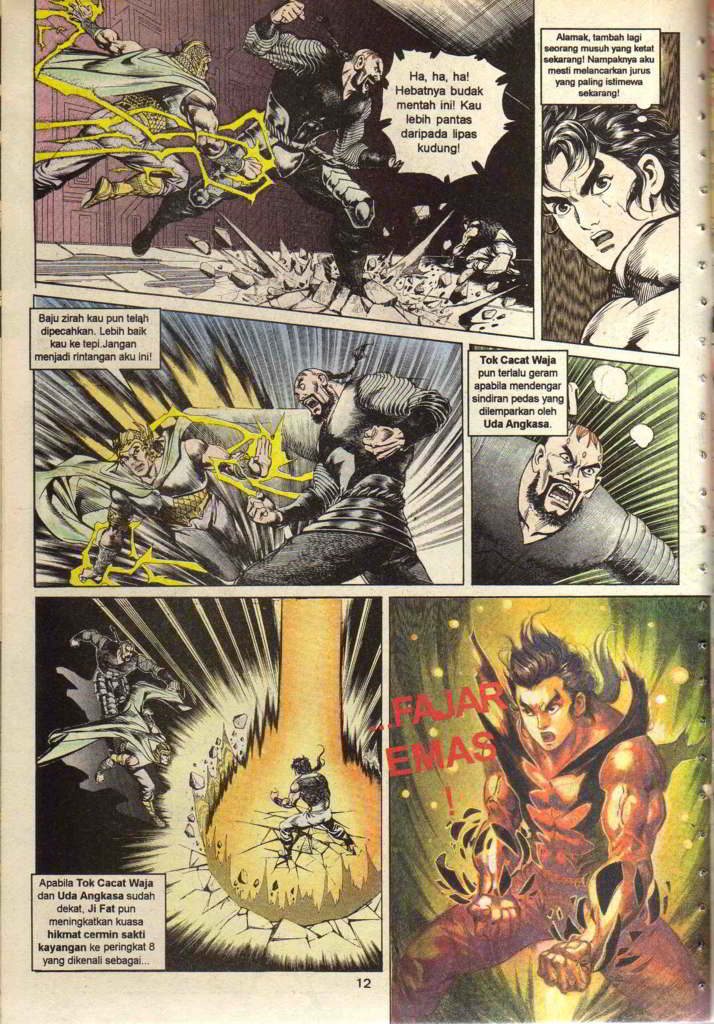 Ha, ha, ha!
Hebatnya budak
mentah ini! Kau
lebih pantas
daripada lipas
kudung!
Alamak, tambah lagi
seorang musuh yang ketat
sekarang! Nampaknya aku
mesti melancarkan jurus
yang paling istimewa
sekarang!
Baju zirah kau pun telah
dipecahkan. Lebih baik
kau ke tepi.Jangan
menjadi rintangan aku ini!
Tok Cacat Waja
pun terlalu geram
apabila mendengar
sindiran pedas yang
dilemparkan oleh
Uda Angkasa.
Apabila Tok Cacat Waja
dan Uda Angkasa sudah
dekat, Ji Fat pun
meningkatkan kuasa
hikmat cermin sakti
kayangan ke peringkat 8
yang dikenali sebagai...
...FAJAR
EMAS
!
12